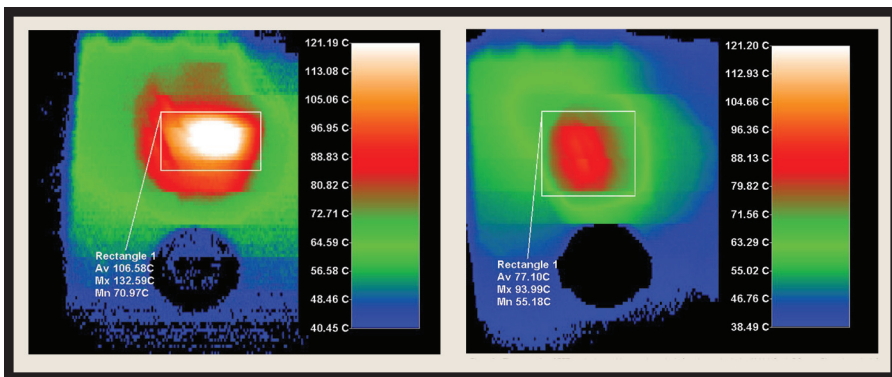 121.19 C
113.08 C
105.06 C
96.95 C
88.83 C
80.82 C
72.71 C
64.59 C
56.58 C
48.46 C
40.45 C
Rectangle 1
Av 106.58C
Mx 132.59C
Mn 70.97C
121.20 C
112.93 C
104.66 C
96.36 C
88.13 C
79.82 C
71.56 C
63.29 C
55.02 C
46.76 C
38.49 C
Rectangle 1
Av 77.10C
Mx 93.99C
Mn 55.18C